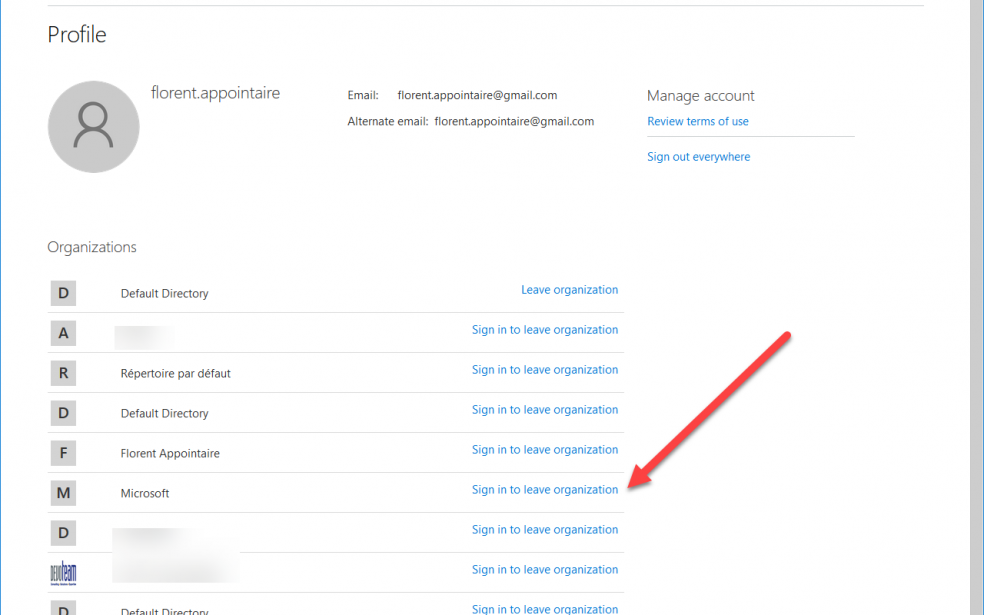 Profile
florent.appointaire
Email: florent.appointaire@gmail.com
Alternate email: florent.appointaire@gmail.com
Manage account
Review terms of use
Sign out everywhere
Organizations
D Default Directory Leave organization
A Sign in to leave organization
R Répertoire par défaut Sign in to leave organization
D Default Directory Sign in to leave organization
F Florent Appointaire Sign in to leave organization
M Microsoft Sign in to leave organization
D Sign in to leave organization
devoteam Sign in to leave organization
D Default Directory Sign in to leave organization